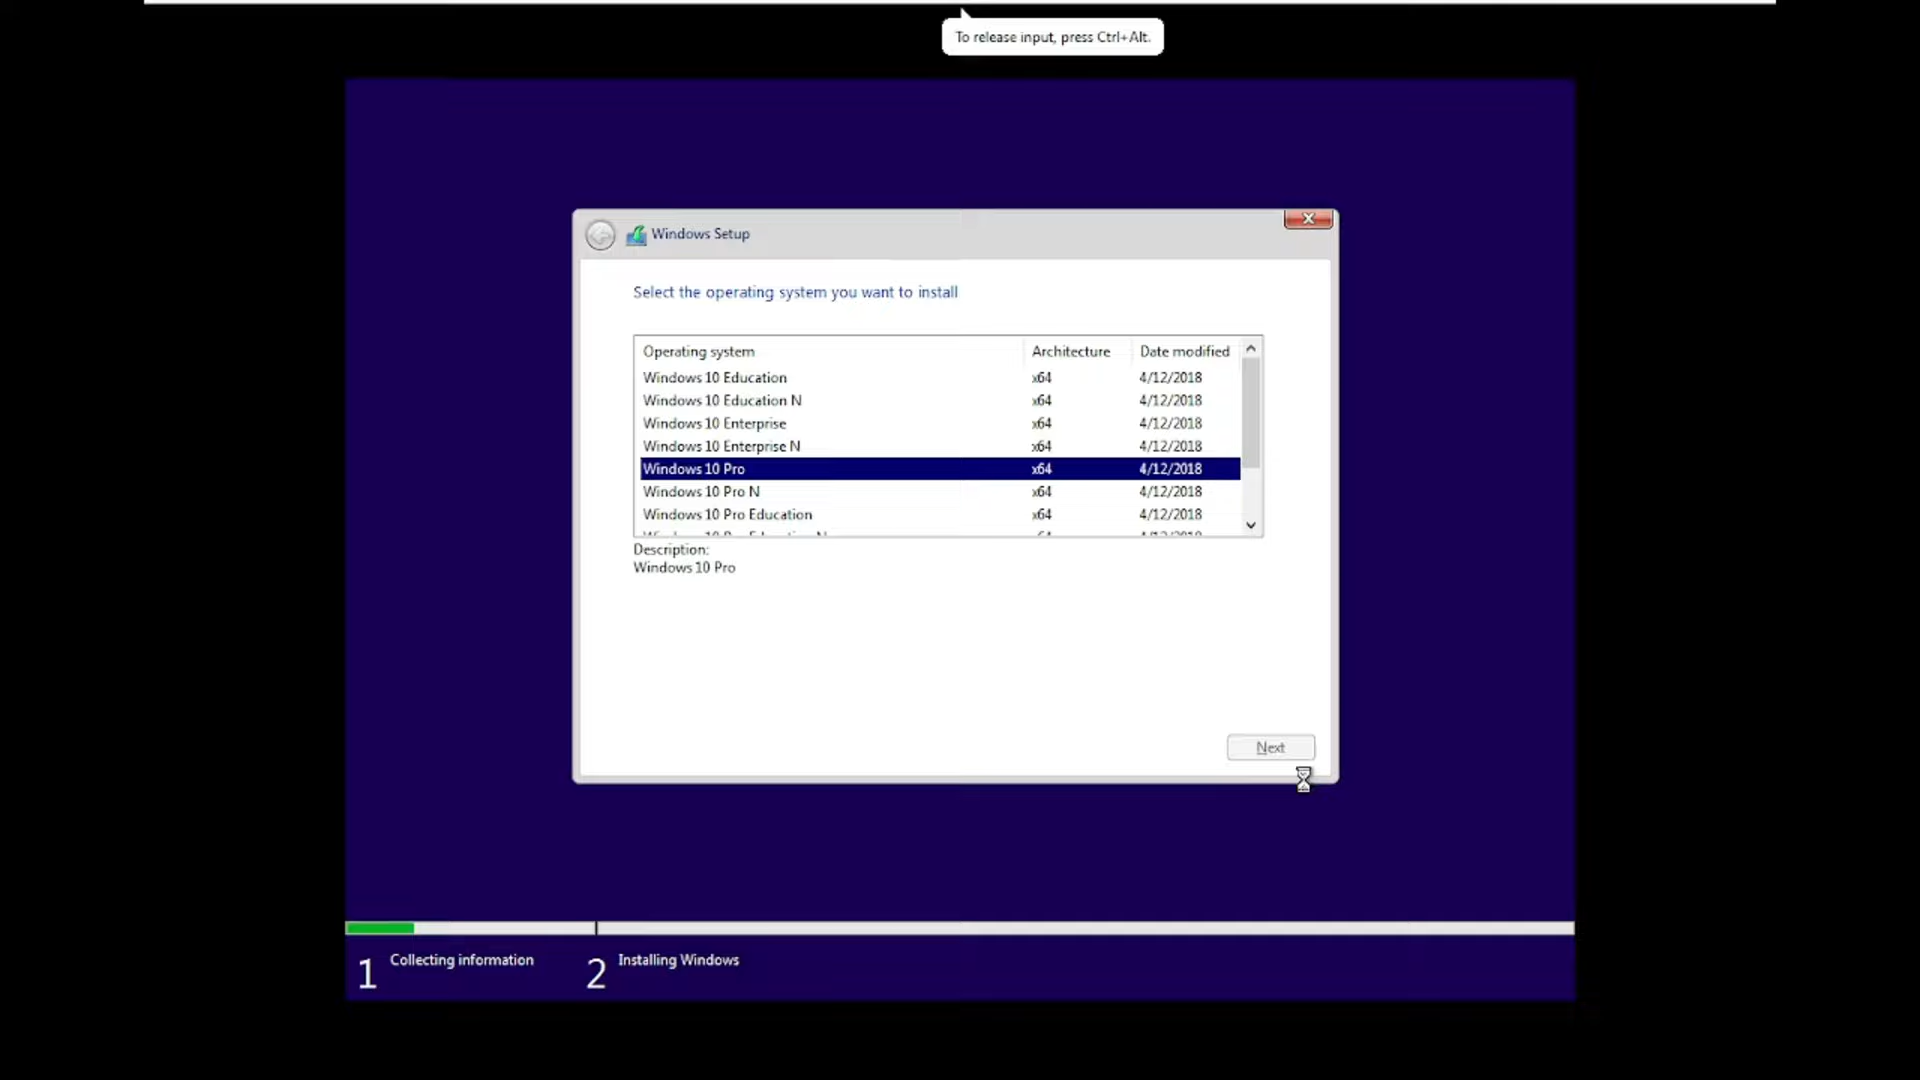 To release input, press Ctrl+Alt.
Windows Setup
Select the operating system you want to install
Operating system Architecture Date modified
Windows 10 Education x64 4/12/2018
Windows 10 Education N x64 4/12/2018
Windows 10 Enterprise x64 4/12/2018
Windows 10 Enterprise N x64 4/12/2018
Windows 10 Pro x64 4/12/2018
Windows 10 Pro N x64 4/12/2018
Windows 10 Pro Education x64 4/12/2018
Description:
Windows 10 Pro
Next
1 Collecting information 2 Installing Windows